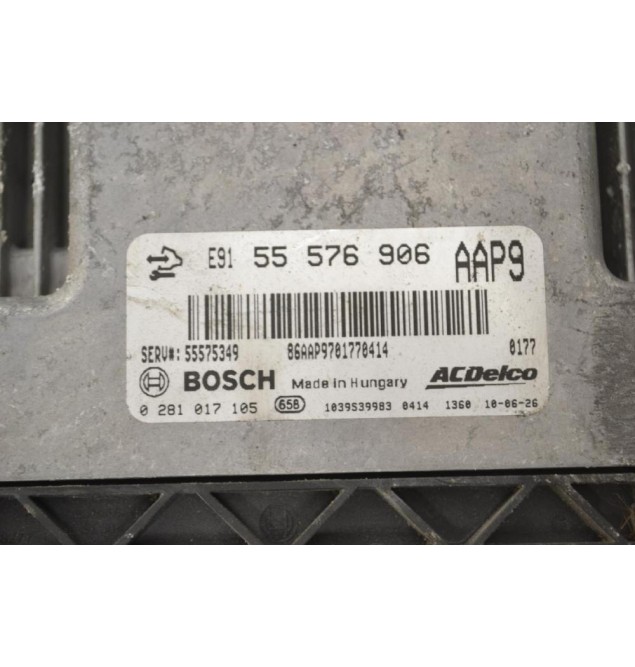 E91 55 576 906 AAP9
SERV#: 55575349 86AAP9701770414 0177
BOSCH Made in Hungary ACDelco
0 281 017 105 658 1039S39983 0414 1360 10-06-26